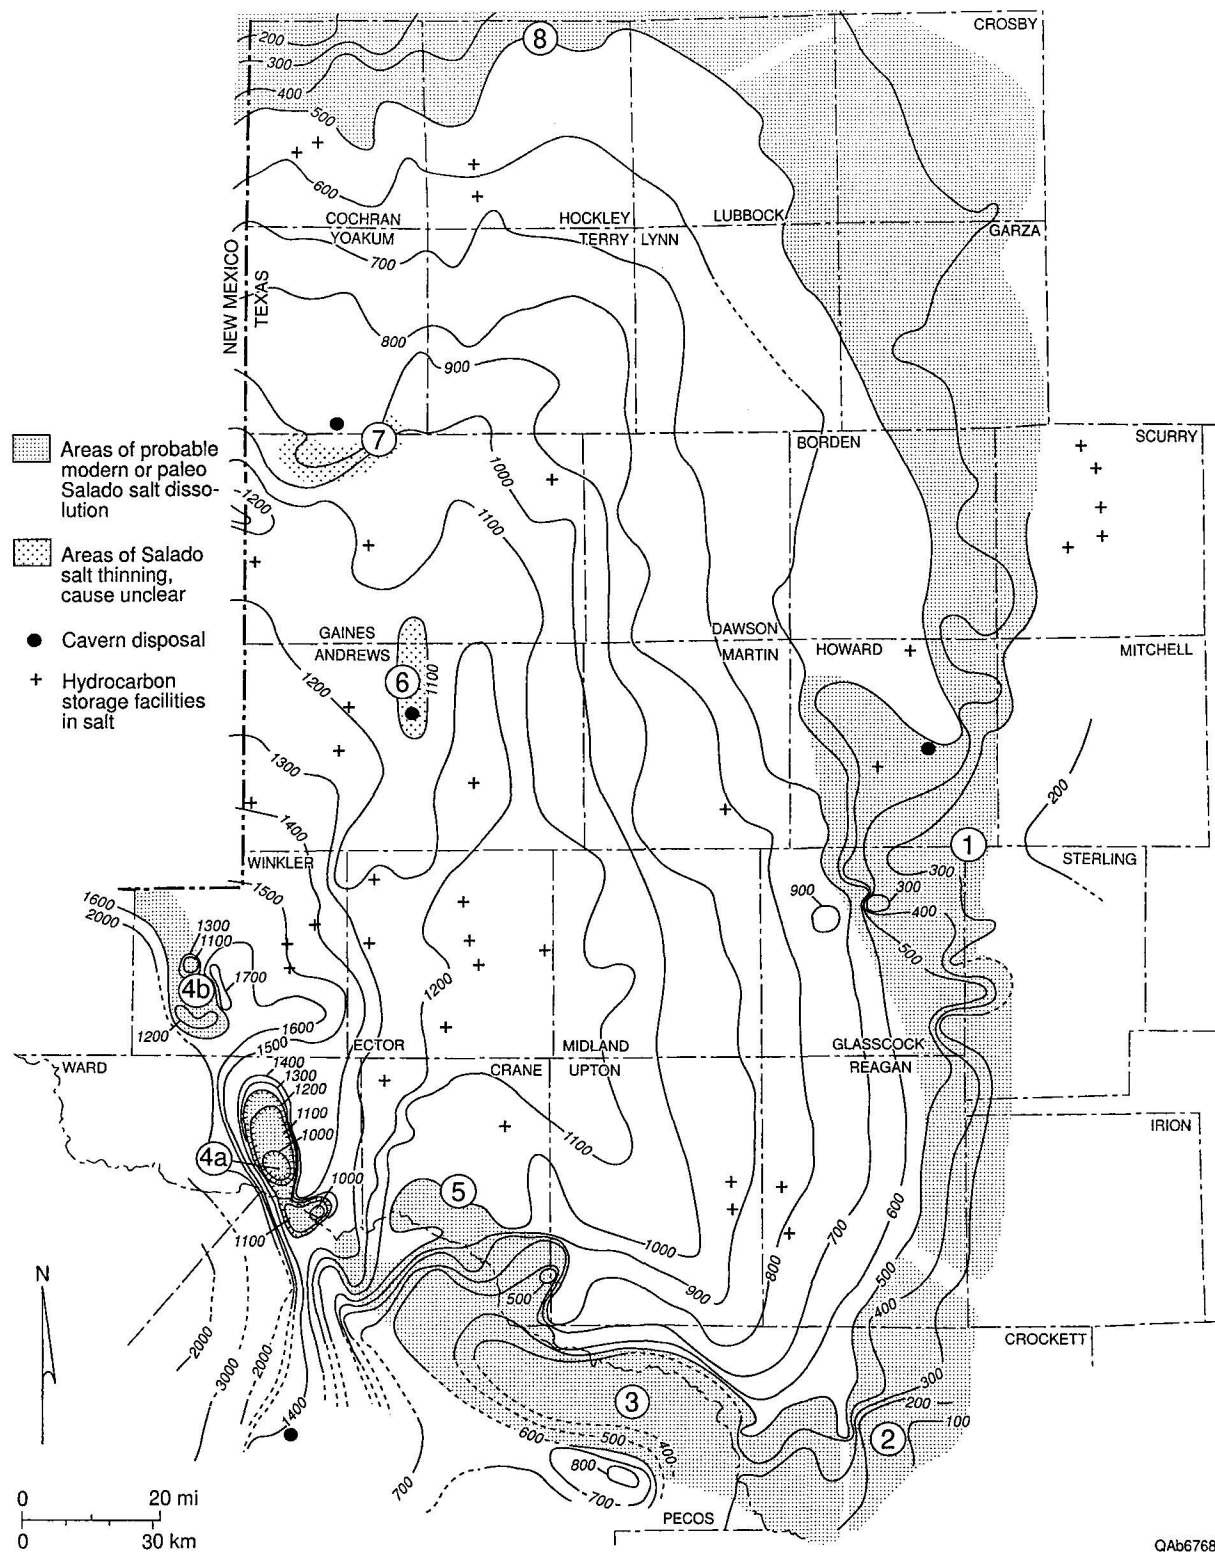 CROSBY
200
300
400
500
8
600
COCHRAN
HOCKLEY
LUBBOCK
YOAKUM
TERRY
LYNN
GARZA
NEW MEXICO
TEXAS
700
800
900
7
BORDEN
SCURRY
Areas of probable
modern or paleo
Salado salt disso-
lution
1000
1200
1100
Areas of Salado
salt thinning,
cause unclear
Cavern disposal
Hydrocarbon
storage facilities
in salt
GAINES
DAWSON
ANDREWS
MARTIN
HOWARD
MITCHELL
1200
6
1100
1300
200
1400
WINKLER
1
STERLING
300
1500
900
300
400
1600
2000
1300
1100
500
4b
1700
1200
1200
1600
1500
ECTOR
MIDLAND
GLASSCOCK
WARD
CRANE
UPTON
REAGAN
1400
1300
1200
1100
1000
1100
IRION
4a
1000
5
1100
700
600
1000
800
900
500
N
500
400
2000
3000
2000
CROCKETT
1400
3
300
200
100
2
600
500
400
800
700
700
0 20 mi
0 30 km
PECOS
QAb6768